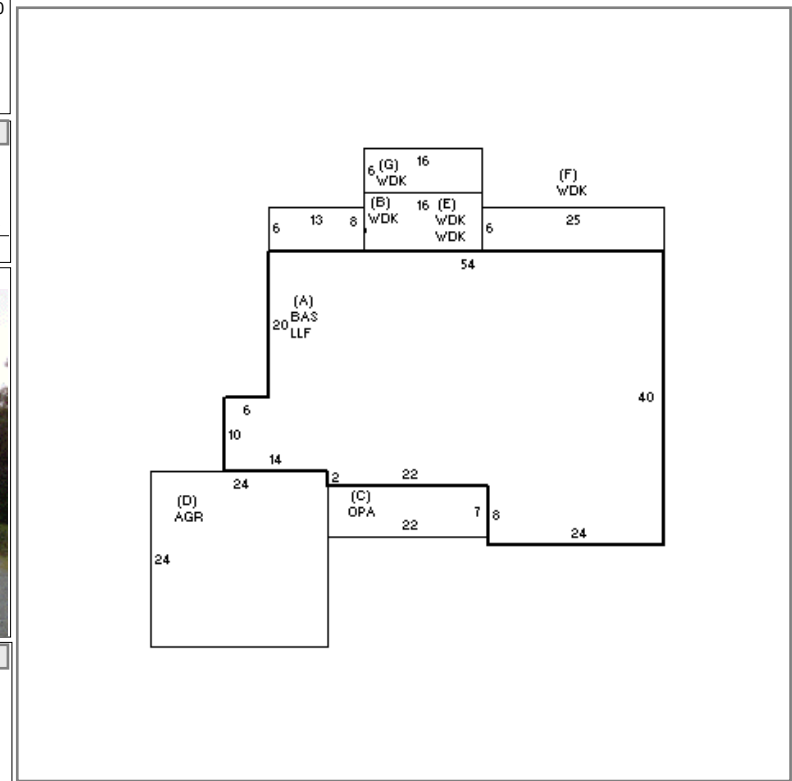 0
6 (G) 16
WDK
(F)
WDK
(B) 16 (E)
WDK WDK
WDK
13 8
6
6
25
54
(A)
20 BAS
LLF
40
6
10
14
24
2
22
(D)
AGR
(C)
OPA
7
8
22
24
24